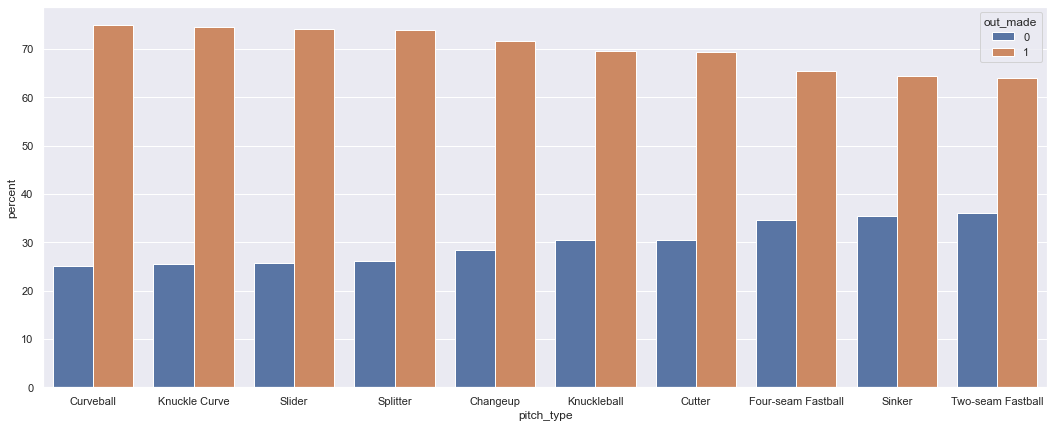 out_made
0
1
percent
70
60
50
40
30
20
10
0
Curveball Knuckle Curve Slider Splitter Changeup Knuckleball Cutter Four-seam Fastball Sinker Two-seam Fastball
pitch_type